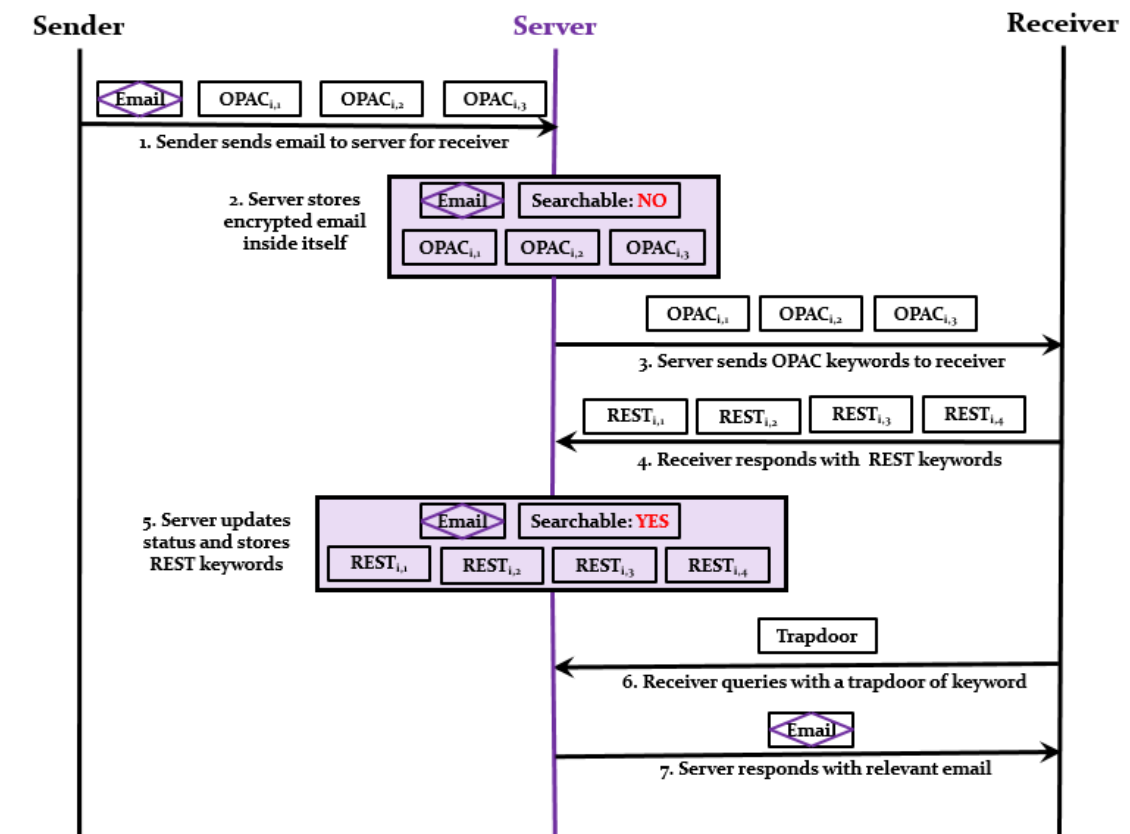 Sender
Server
Receiver
Email OPACi,1 OPACi,2 OPACi,3
1. Sender sends email to server for receiver
2. Server stores
encrypted email
inside itself
Email Searchable: NO
OPACi,1 OPACi,2 OPACi,3
OPACi,1 OPACi,2 OPACi,3
3. Server sends OPAC keywords to receiver
RESTi,1 RESTi,2 RESTi,3 RESTi,4
4. Receiver responds with REST keywords
5. Server updates
status and stores
REST keywords
Email Searchable: YES
RESTi,1 RESTi,2 RESTi,3 RESTi,4
Trapdoor
6. Receiver queries with a trapdoor of keyword
Email
7. Server responds with relevant email